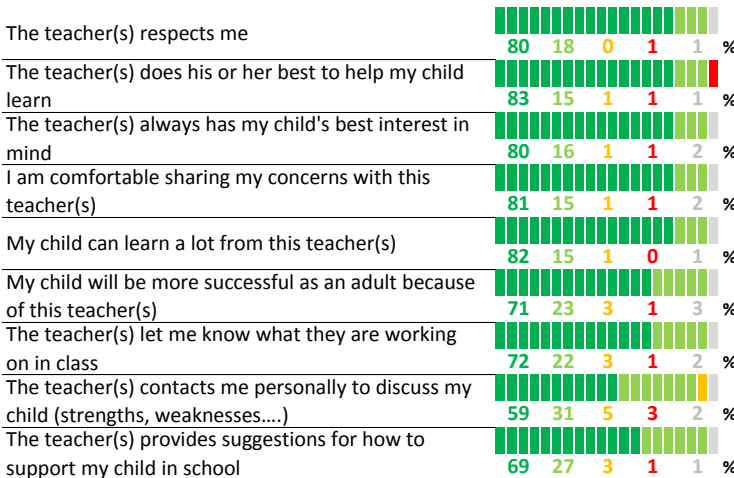 The teacher(s) respects me
80 18 0 1 1 %
The teacher(s) does his or her best to help my child
learn
83 15 1 1 1 %
The teacher(s) always has my child's best interest in
mind
80 16 1 1 2 %
I am comfortable sharing my concerns with this
teacher(s)
81 15 1 1 2 %
My child can learn a lot from this teacher(s)
82 15 1 0 1 %
My child will be more successful as an adult because
of this teacher(s)
71 23 3 1 3 %
The teacher(s) let me know what they are working
on in class
72 22 3 1 2 %
The teacher(s) contacts me personally to discuss my
child (strengths, weaknesses....)
59 31 5 3 2 %
The teacher(s) provides suggestions for how to
support my child in school
69 27 3 1 1 %